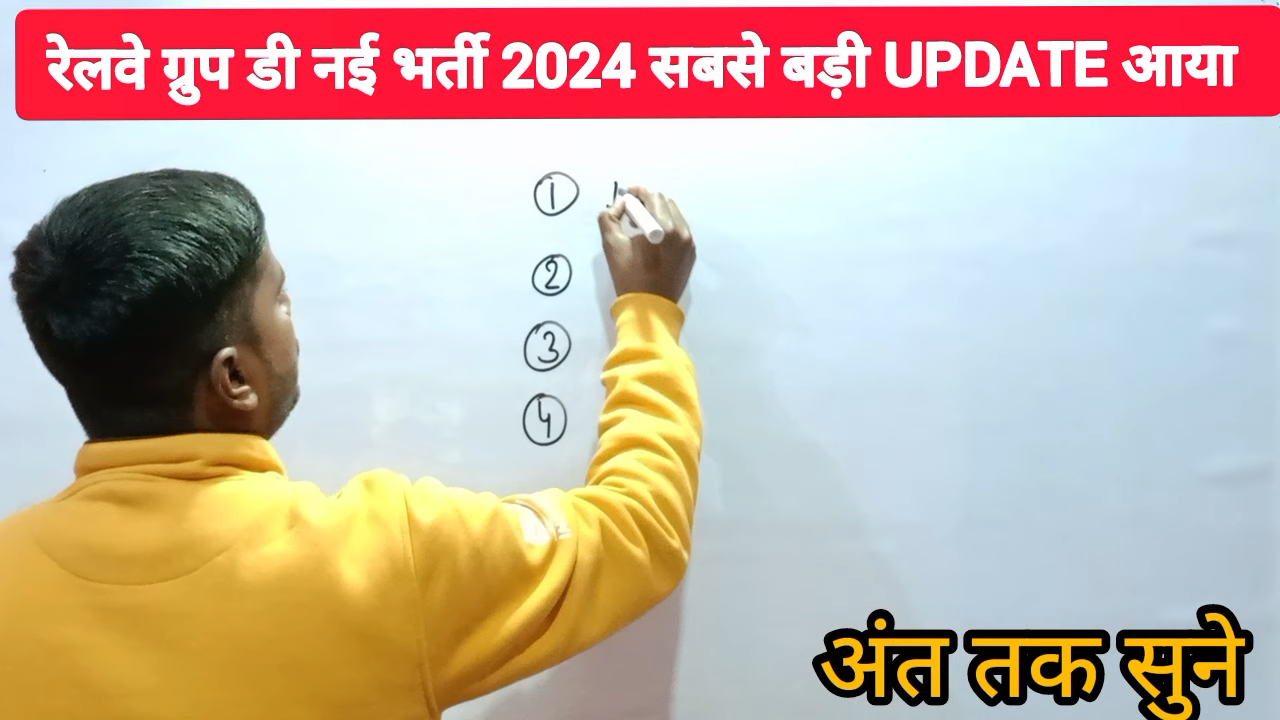 रेलवे ग्रुप डी नई भर्ती 2024 सबसे बड़ी UPDATE आया
①
②
③
④
अंत तक सुने